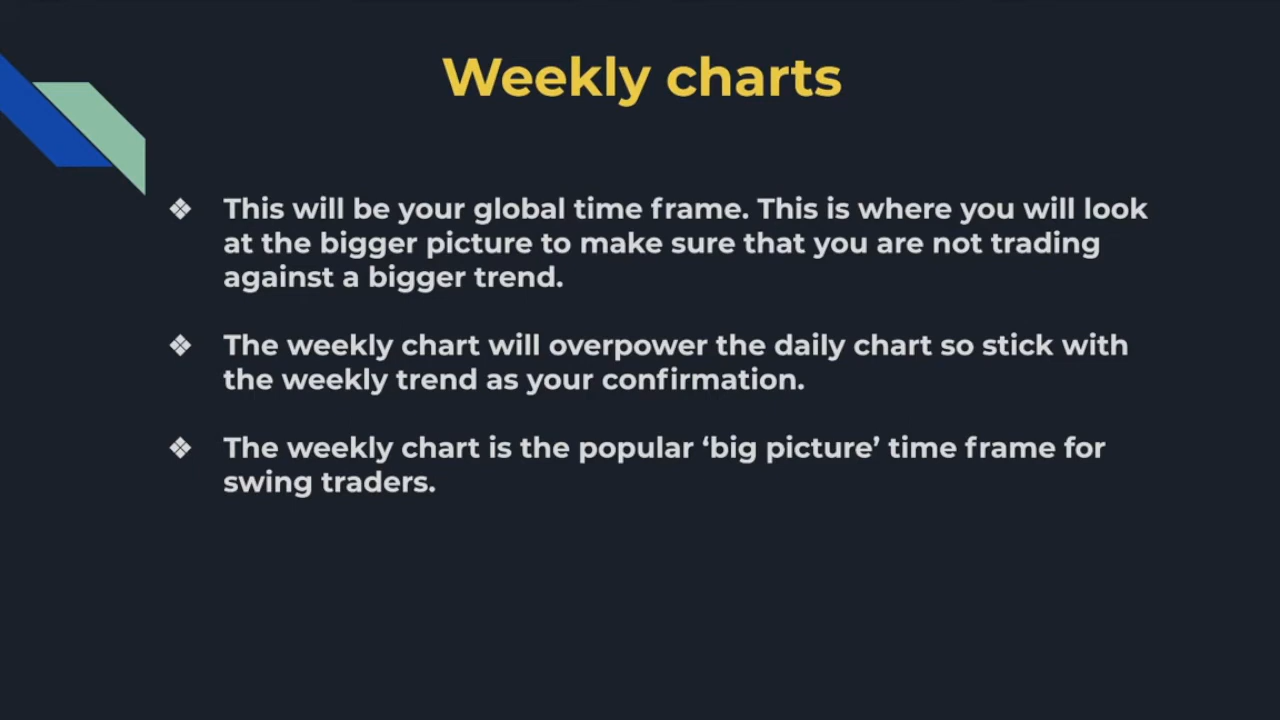 Weekly charts
❖ This will be your global time frame. This is where you will look
at the bigger picture to make sure that you are not trading
against a bigger trend.
❖ The weekly chart will overpower the daily chart so stick with
the weekly trend as your confirmation.
❖ The weekly chart is the popular ‘big picture’ time frame for
swing traders.